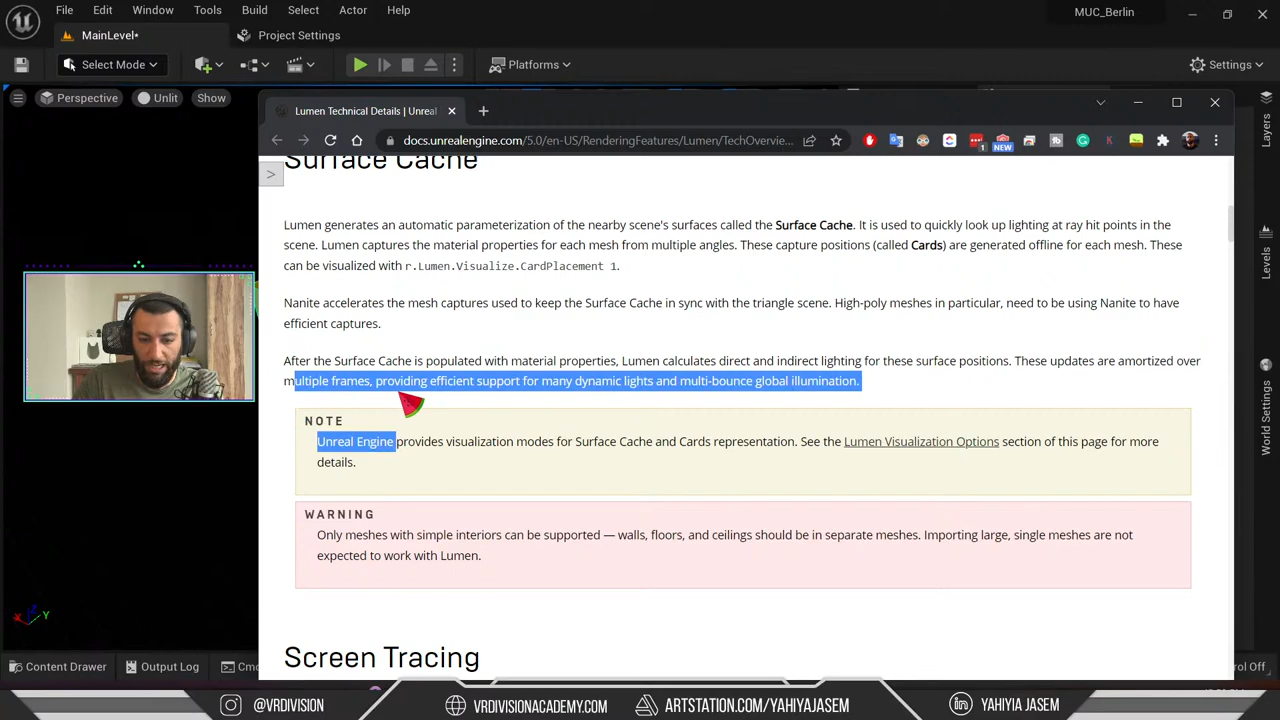 File Edit Window Tools Build Select Actor Help
MUC_Berlin
MainLevel*
Project Settings
Select Mode
Platforms
Settings
Perspective
Unlit
Show
Lumen Technical Details | Unreal
docs.unrealengine.com/5.0/en-US/RenderingFeatures/Lumen/TechOverview...
1
NEW
Layers
Levels
World Settings
>
Surface Cache
Lumen generates an automatic parameterization of the nearby scene's surfaces called the Surface Cache. It is used to quickly look up lighting at ray hit points in the
scene. Lumen captures the material properties for each mesh from multiple angles. These capture positions (called Cards) are generated offline for each mesh. These
can be visualized with r.Lumen.Visualize.CardPlacement 1.
Nanite accelerates the mesh captures used to keep the Surface Cache in sync with the triangle scene. High-poly meshes in particular, need to be using Nanite to have
efficient captures.
After the Surface Cache is populated with material properties, Lumen calculates direct and indirect lighting for these surface positions. These updates are amortized over
multiple frames, providing efficient support for many dynamic lights and multi-bounce global illumination.
NOTE
Unreal Engine provides visualization modes for Surface Cache and Cards representation. See the Lumen Visualization Options section of this page for more
details.
WARNING
Only meshes with simple interiors can be supported — walls, floors, and ceilings should be in separate meshes. Importing large, single meshes are not
expected to work with Lumen.
Screen Tracing
X
Y
Z
Content Drawer
Output Log
Cmd
rol Off
@VRDIVISION
VRDIVISIONACADEMY.COM
ARTSTATION.COM/YAHIYAJASEM
YAHIYIA JASEM